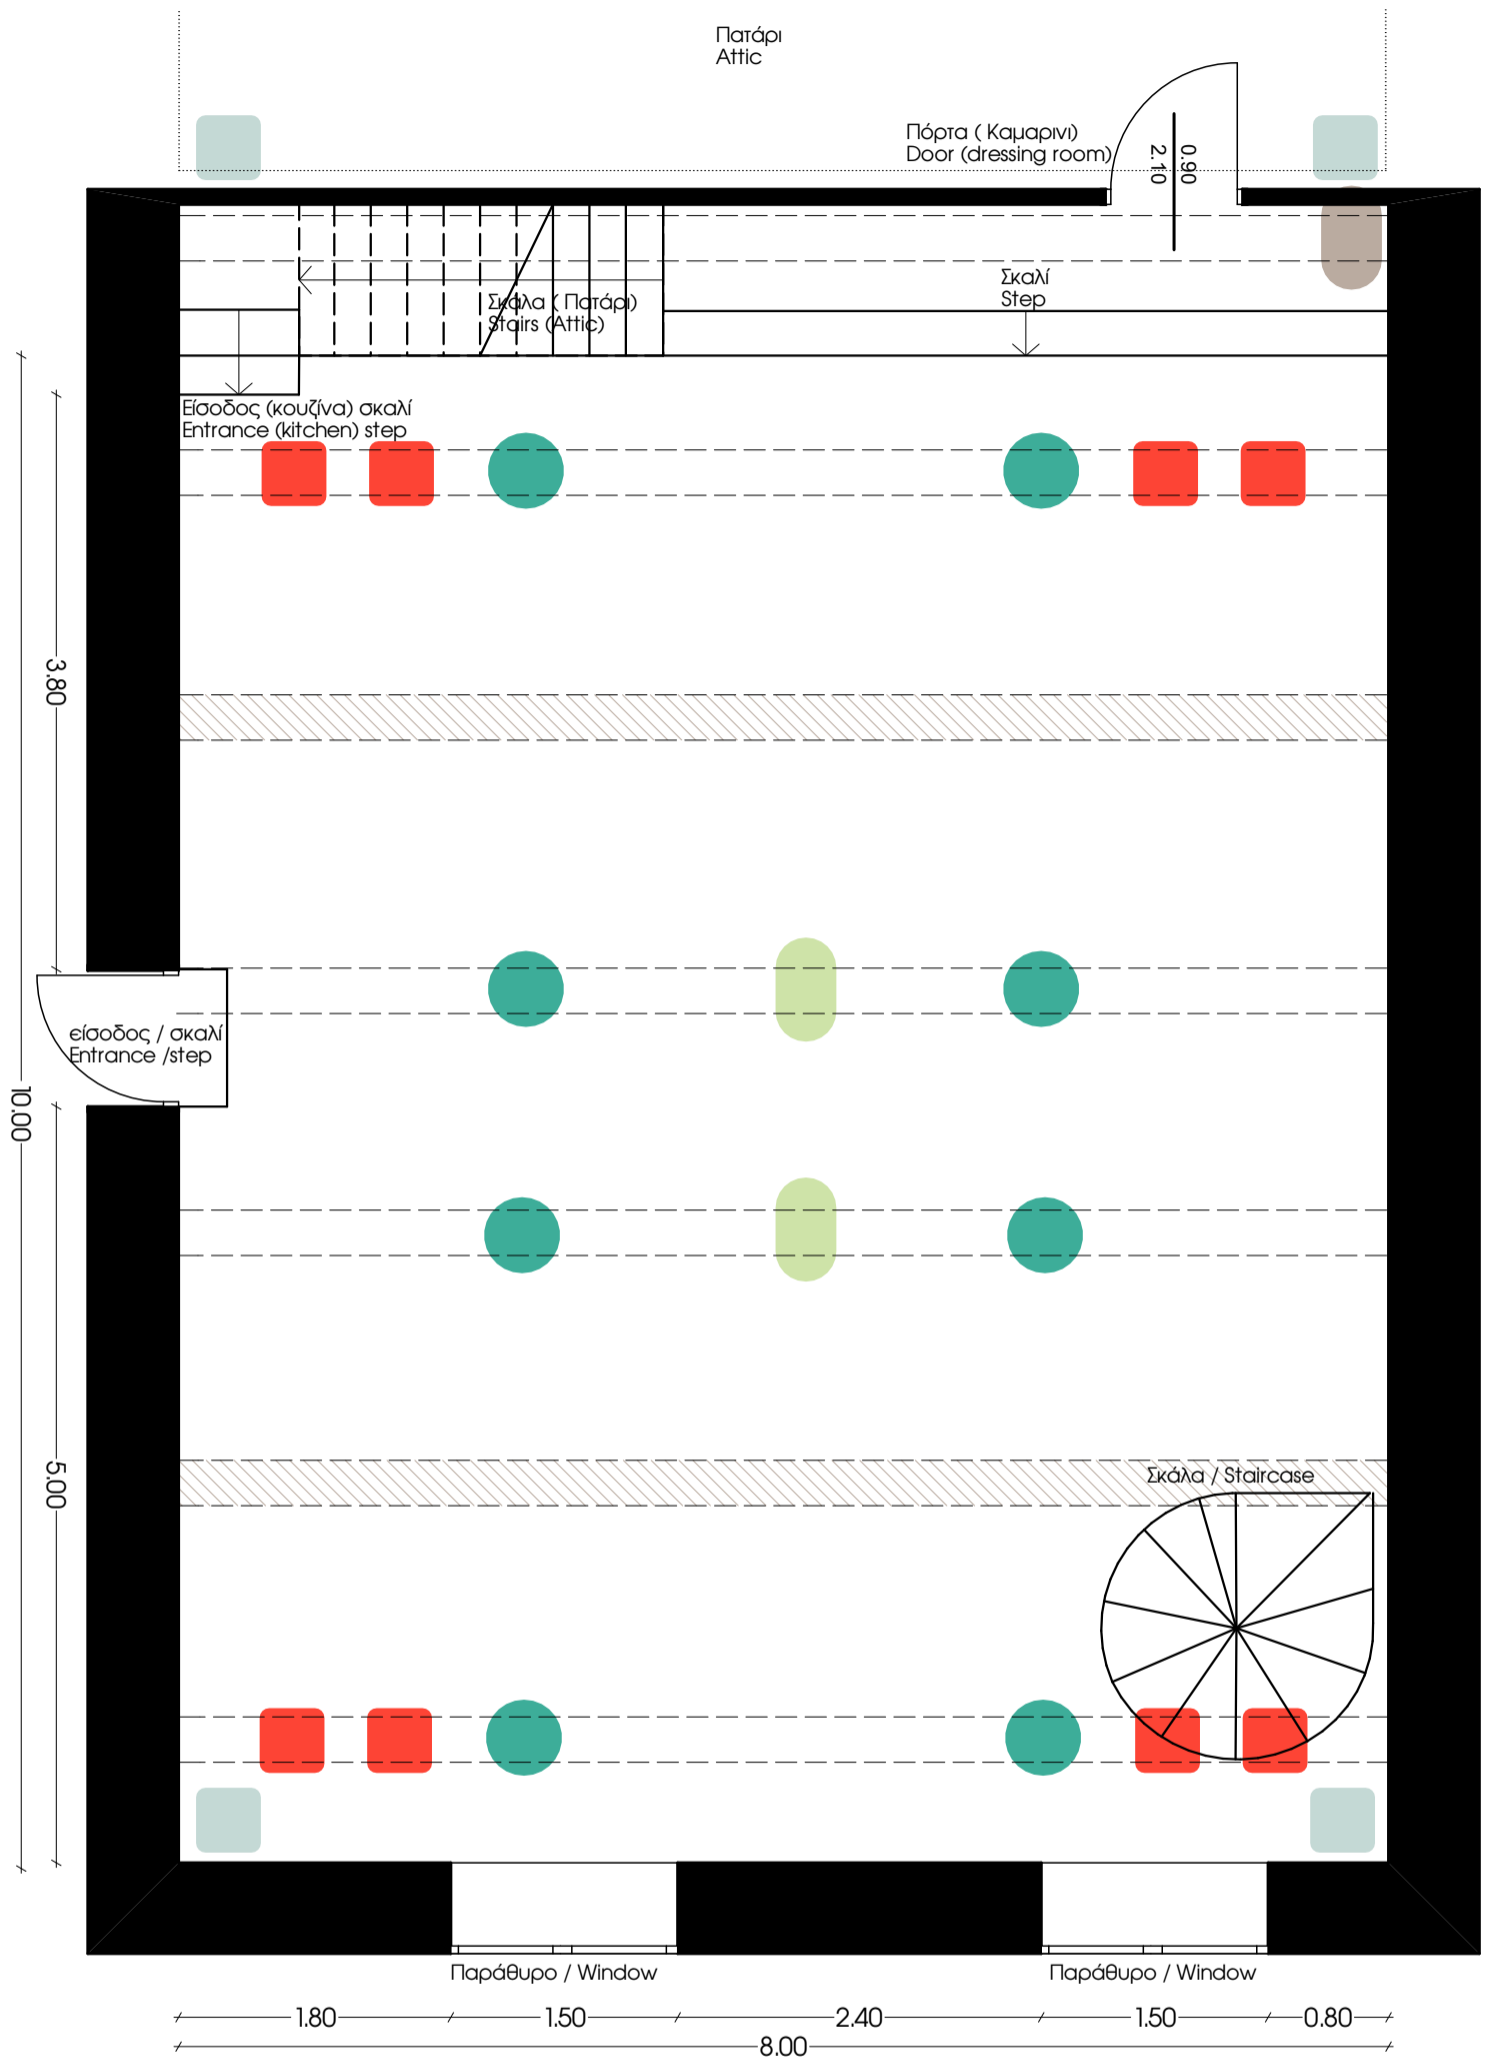 Πατάρι
Attic
Πόρτα ( Καμαρινι)
Door (dressing room)
0.90
2.10
Σκαλί
Step
Σκάλα ( Πατάρι)
Stairs (Attic)
Είσοδος (κουζίνα) σκαλί
Entrance (kitchen) step
3.80
είσοδος / σκαλί
Entrance /step
10.00
5.00
Σκάλα / Staircase
Παράθυρο / Window
Παράθυρο / Window
1.80
1.50
2.40
1.50
0.80
8.00